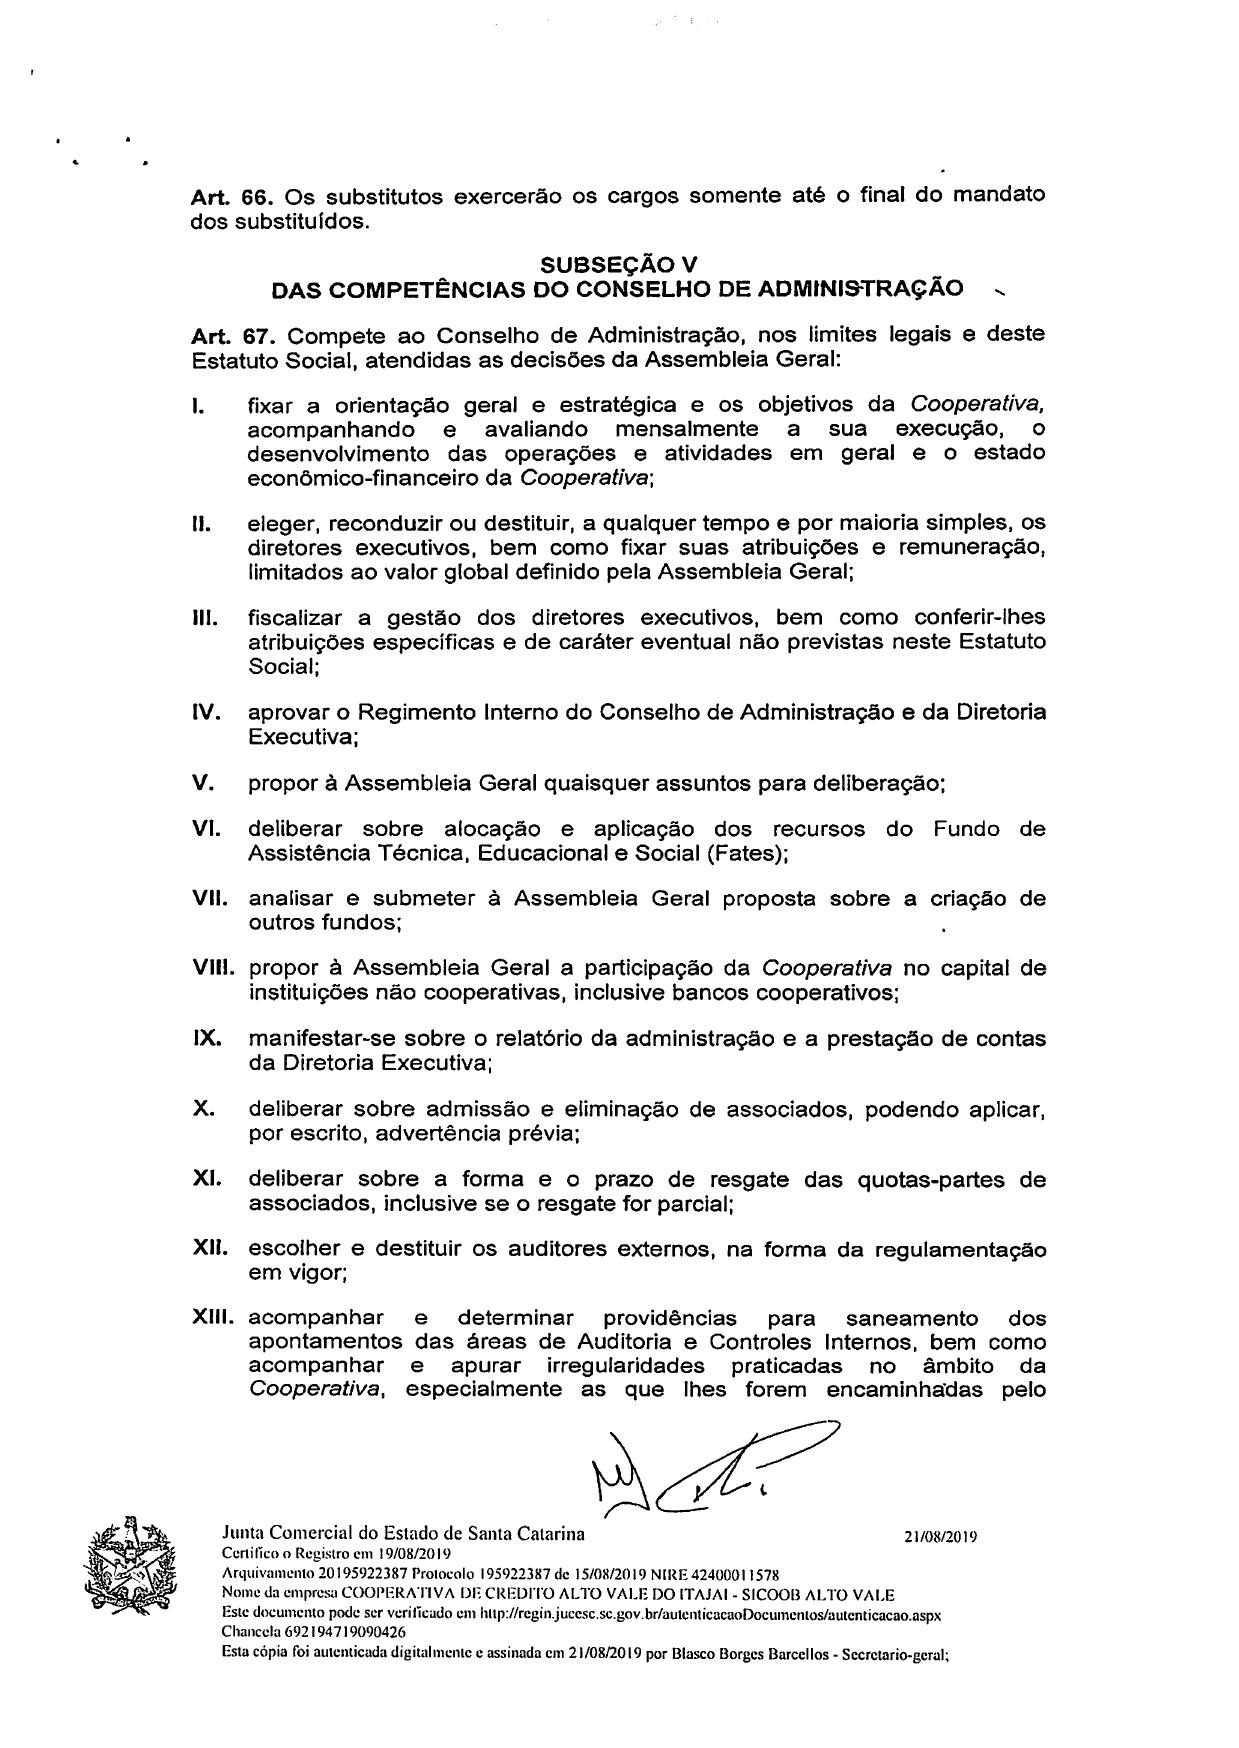 Art. 66. Os substitutos exercerão os cargos somente até o final do mandato
dos substituídos.
SUBSEÇÃO V
DAS COMPETÊNCIAS DO CONSELHO DE ADMINISTRAÇÃO
Art. 67. Compete ao Conselho de Administração, nos limites legais e deste
Estatuto Social, atendidas as decisões da Assembleia Geral:
I. fixar a orientação geral e estratégica e os objetivos da Cooperativa,
acompanhando e avaliando mensalmente a sua execução, o
desenvolvimento das operações e atividades em geral e o estado
econômico-financeiro da Cooperativa;
II. eleger, reconduzir ou destituir, a qualquer tempo e por maioria simples, os
diretores executivos, bem como fixar suas atribuições e remuneração,
limitados ao valor global definido pela Assembleia Geral;
III. fiscalizar a gestão dos diretores executivos, bem como conferir-lhes
atribuições específicas e de caráter eventual não previstas neste Estatuto
Social;
IV. aprovar o Regimento Interno do Conselho de Administração e da Diretoria
Executiva;
V. propor à Assembleia Geral quaisquer assuntos para deliberação;
VI. deliberar sobre alocação e aplicação dos recursos do Fundo de
Assistência Técnica, Educacional e Social (Fates);
VII. analisar e submeter à Assembleia Geral proposta sobre a criação de
outros fundos;
VIII. propor à Assembleia Geral a participação da Cooperativa no capital de
instituições não cooperativas, inclusive bancos cooperativos;
IX. manifestar-se sobre o relatório da administração e a prestação de contas
da Diretoria Executiva;
X. deliberar sobre admissão e eliminação de associados, podendo aplicar,
por escrito, advertência prévia;
XI. deliberar sobre a forma e o prazo de resgate das quotas-partes de
associados, inclusive se o resgate for parcial;
XII. escolher e destituir os auditores externos, na forma da regulamentação
em vigor;
XIII. acompanhar e determinar providências para saneamento dos
apontamentos das áreas de Auditoria e Controles Internos, bem como
acompanhar e apurar irregularidades praticadas no âmbito da
Cooperativa, especialmente as que lhes forem encaminhadas pelo
Junta Comercial do Estado de Santa Catarina 21/08/2019
Certifico o Registro em 19/08/2019
Arquivamento 20195922387 Protocolo 195922387 de 15/08/2019 NIRE 42400011578
Nome da empresa COOPERATIVA DE CREDITO ALTO VALE DO ITAJAI - SICOOB ALTO VALE
Este documento pode ser verificado em http://regin.jucesc.sc.gov.br/autenticacaoDocumentos/autenticacao.aspx
Chancela 692194719090426
Esta cópia foi autenticada digitalmente e assinada em 21/08/2019 por Blasco Borges Barcellos - Secretario-geral;